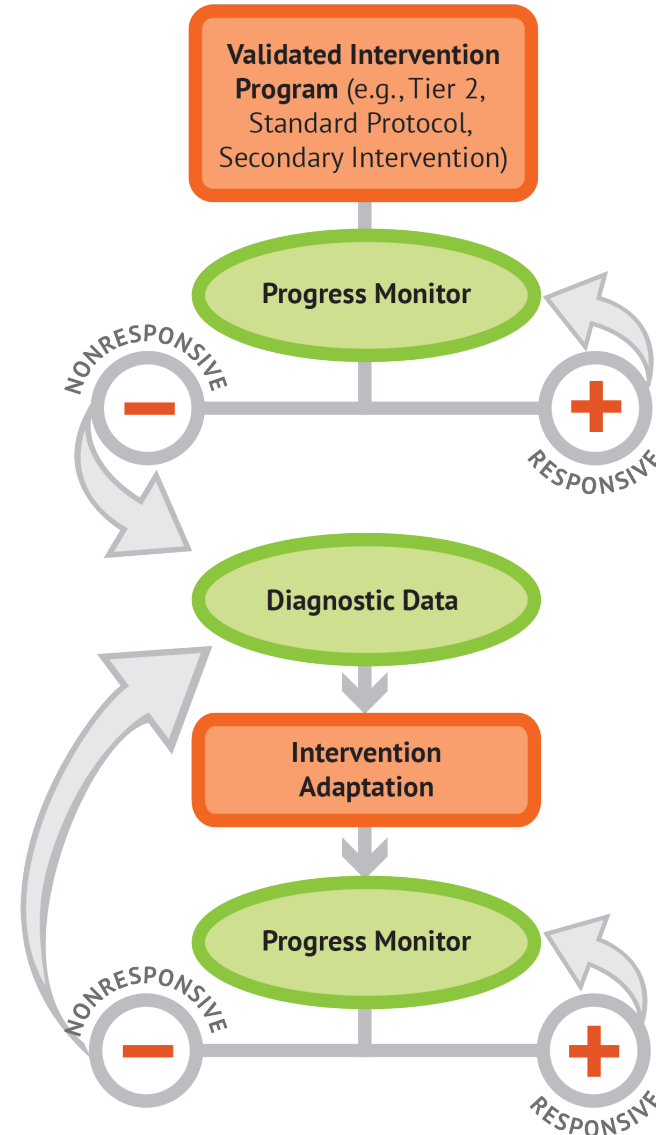 Validated Intervention
Program (e.g., Tier 2,
Standard Protocol,
Secondary Intervention)
Progress Monitor
NONRESPONSIVE
RESPONSIVE
Diagnostic Data
Intervention
Adaptation
Progress Monitor
NONRESPONSIVE
RESPONSIVE